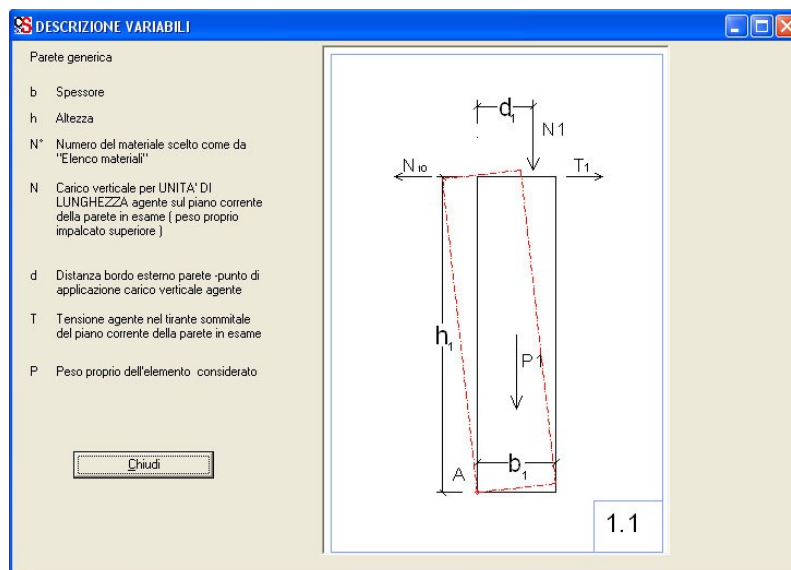 DESCRIZIONE VARIABILI
Parete generica
b Spessore
h Altezza
N° Numero del materiale scelto come da
"Elenco materiali"
N Carico verticale per UNITA' DI
LUNGHEZZA agente sul piano corrente
della parete in esame ( peso proprio
impalcato superiore )
d Distanza bordo esterno parete -punto di
applicazione carico verticale agente
T Tensione agente nel tirante sommitale
del piano corrente della parete in esame
P Peso proprio dell'elemento considerato
Chiudi
d1
N1
N10
T1
h1
P1
A
b1
1.1